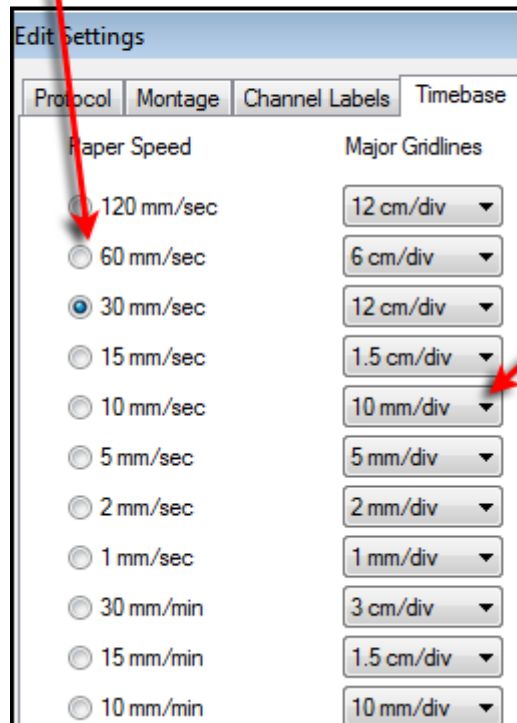 Edit Settings
Protocol Montage Channel Labels Timebase
Paper Speed Major Gridlines
120 mm/sec 12 cm/div
60 mm/sec 6 cm/div
30 mm/sec 12 cm/div
15 mm/sec 1.5 cm/div
10 mm/sec 10 mm/div
5 mm/sec 5 mm/div
2 mm/sec 2 mm/div
1 mm/sec 1 mm/div
30 mm/min 3 cm/div
15 mm/min 1.5 cm/div
10 mm/min 10 mm/div